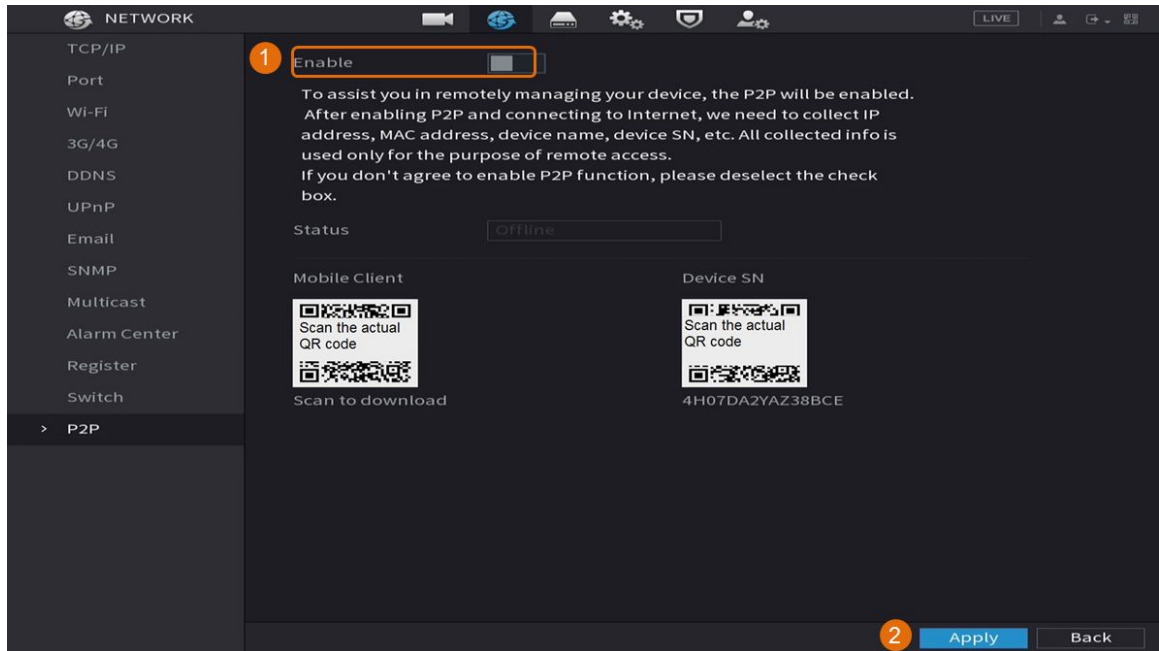 NETWORK
LIVE
TCP/IP
Port
Wi-Fi
3G/4G
DDNS
UPnP
Email
SNMP
Multicast
Alarm Center
Register
Switch
> P2P
1
Enable
To assist you in remotely managing your device, the P2P will be enabled.
After enabling P2P and connecting to Internet, we need to collect IP
address, MAC address, device name, device SN, etc. All collected info is
used only for the purpose of remote access.
If you don't agree to enable P2P function, please deselect the check
box.
Status Offline
Mobile Client
Scan the actual
QR code
Scan to download
Device SN
Scan the actual
QR code
4H07DA2YAZ38BCE
2
Apply
Back